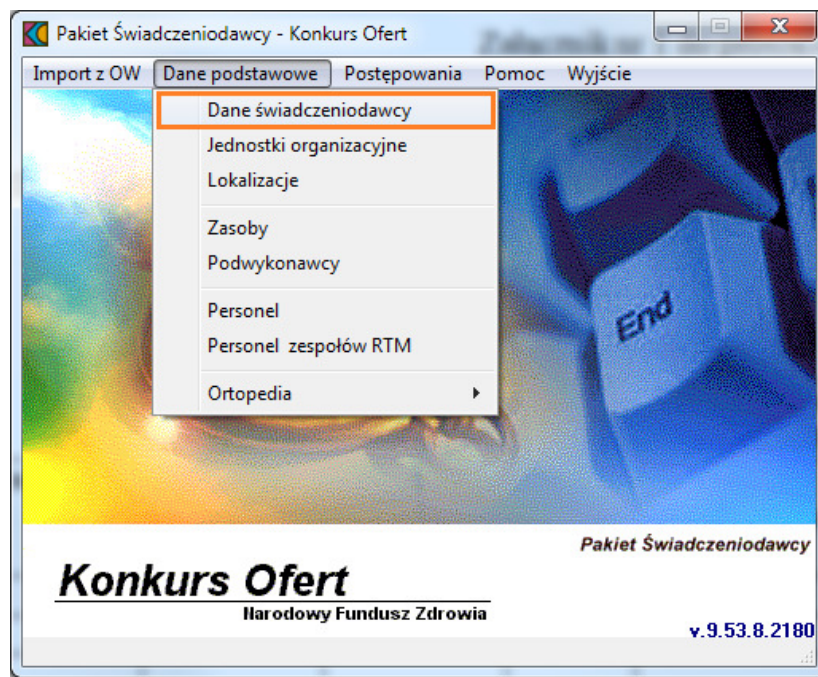 Pakiet Świadczeniodawcy - Konkurs Ofert
Import z OW Dane podstawowe Postępowania Pomoc Wyjście
Dane świadczeniodawcy
Jednostki organizacyjne
Lokalizacje
Zasoby
Podwykonawcy
Personel
Personel zespołów RTM
Ortopedia
End
Pakiet Świadczeniodawcy
Konkurs Ofert
Narodowy Fundusz Zdrowia
v.9.53.8.2180